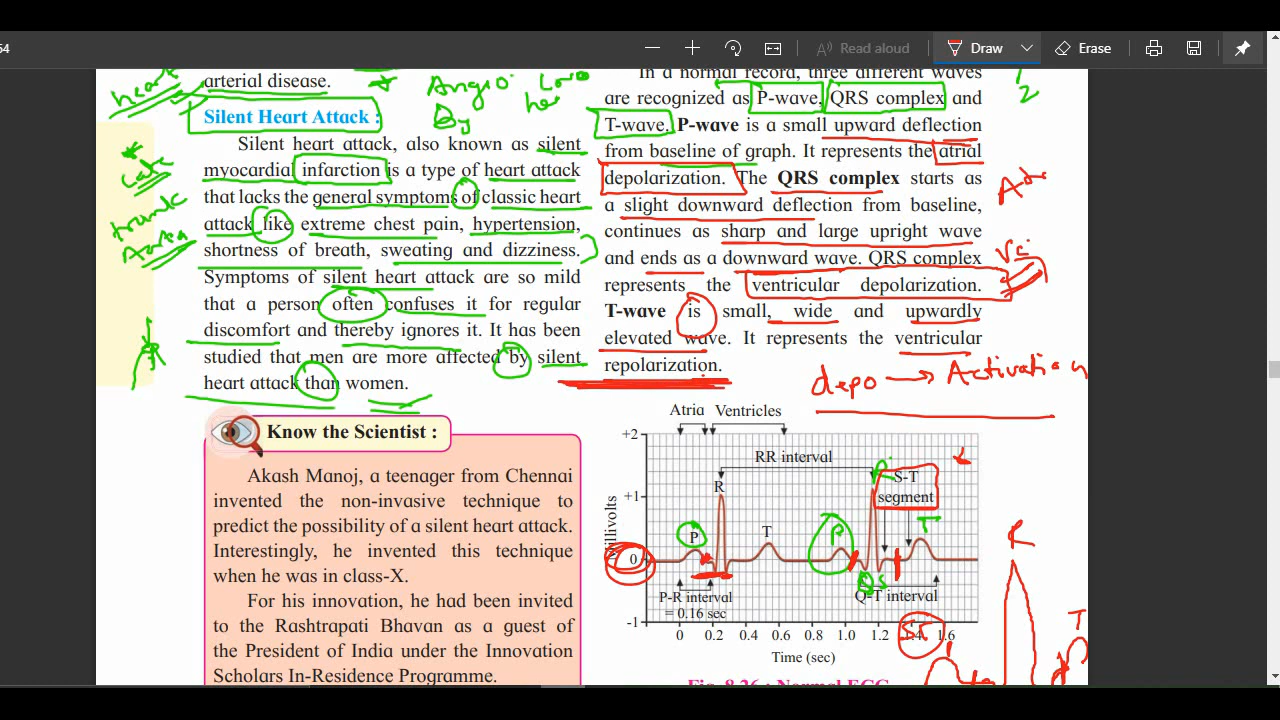 54
Read aloud
Draw
Erase
arterial disease.
heart
Angio
By
Silent Heart Attack :
Silent heart attack, also known as silent
myocardial infarction is a type of heart attack
that lacks the general symptoms of classic heart
attack like extreme chest pain, hypertension,
shortness of breath, sweating and dizziness.
Symptoms of silent heart attack are so mild
that a person often confuses it for regular
discomfort and thereby ignores it. It has been
studied that men are more affected by silent
heart attack than women.
Know the Scientist :
Akash Manoj, a teenager from Chennai
invented the non-invasive technique to
predict the possibility of a silent heart attack.
Interestingly, he invented this technique
when he was in class-X.
For his innovation, he had been invited
to the Rashtrapati Bhavan as a guest of
the President of India under the Innovation
Scholars In-Residence Programme.
In a normal record, three different waves
are recognized as P-wave, QRS complex and
T-wave. P-wave is a small upward deflection
from baseline of graph. It represents the atrial
depolarization. The QRS complex starts as
a slight downward deflection from baseline,
continues as sharp and large upright wave
and ends as a downward wave. QRS complex
represents the ventricular depolarization.
T-wave is small, wide and upwardly
elevated wave. It represents the ventricular
repolarization.
depo → Activation
Atria Ventricles
+2
RR interval
R
R
S-T
segment
+1
Millivolts
P
T
P
T
0
Q S
P-R interval
= 0.16 sec
Q-T interval
-1
0 0.2 0.4 0.6 0.8 1.0 1.2 1.4 1.6
Time (sec)
ST
R
T
Fig. 8.26 : Normal ECG